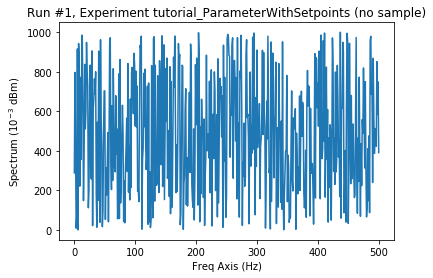 Run #1, Experiment tutorial_ParameterWithSetpoints (no sample)
1000
800
600
400
200
0
Spectrum (10⁻³ dBm)
0 100 200 300 400 500
Freq Axis (Hz)